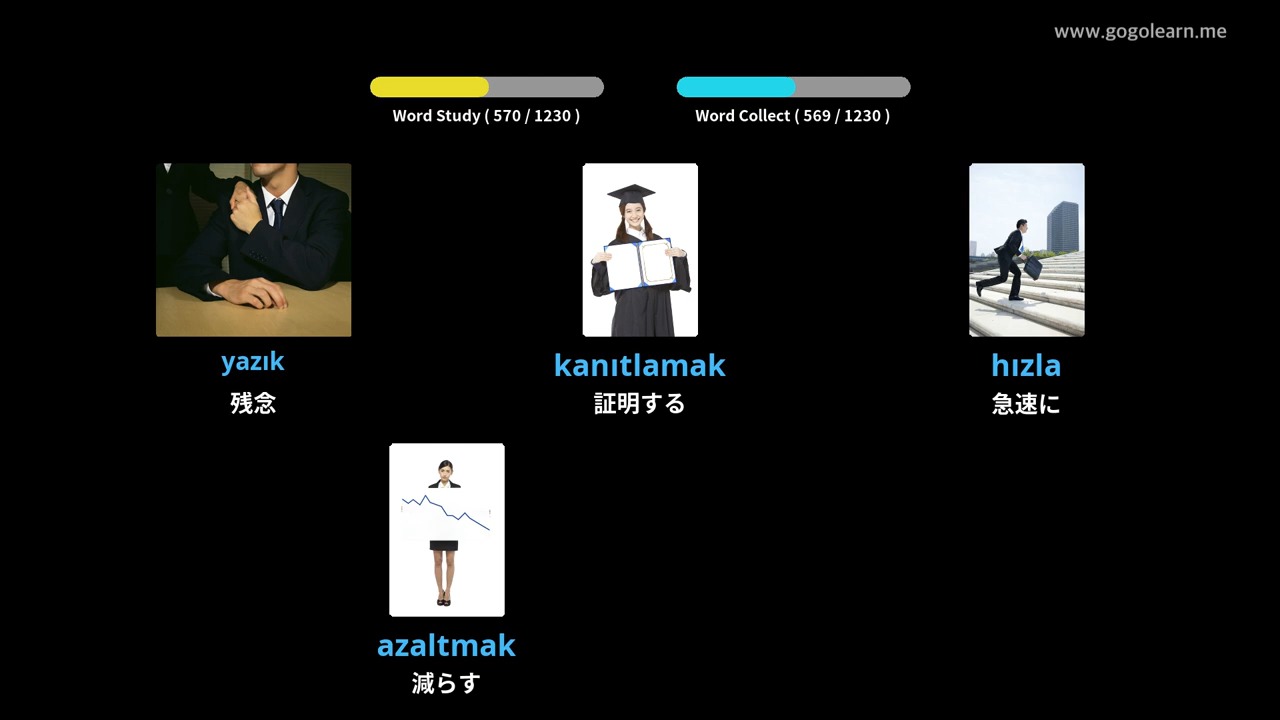 www.gogolearn.me
Word Study ( 570 / 1230 )
Word Collect ( 569 / 1230 )
yazık
残念
kanıtlamak
証明する
hızla
急速に
azaltmak
減らす